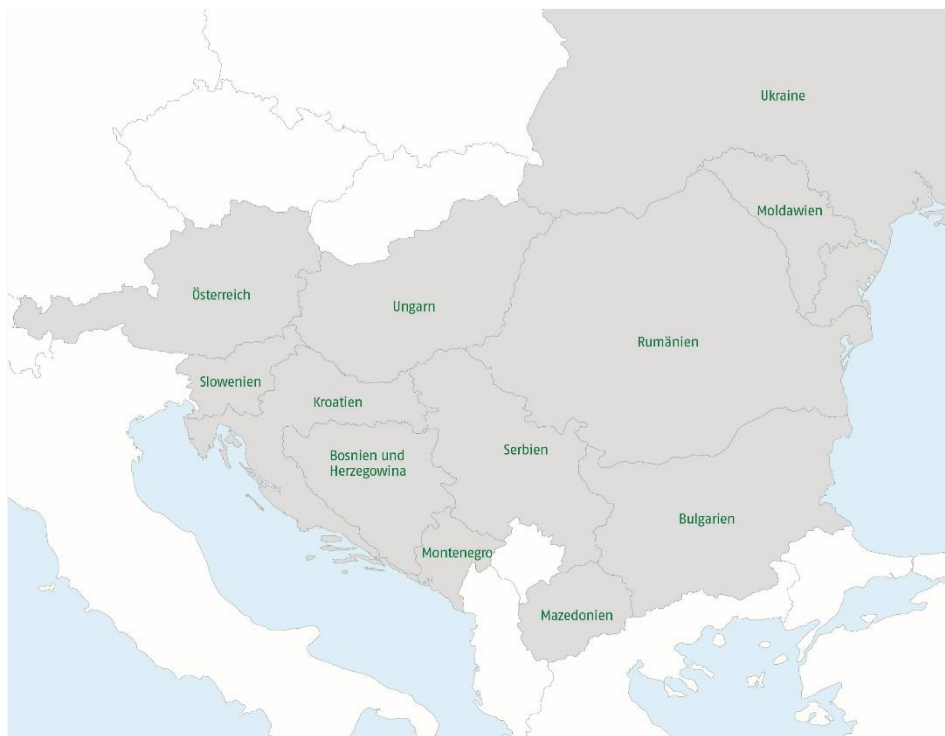 Ukraine
Moldawien
Österreich
Ungarn
Rumänien
Slowenien
Kroatien
Bosnien und
Herzegowina
Serbien
Bulgarien
Montenegro
Mazedonien